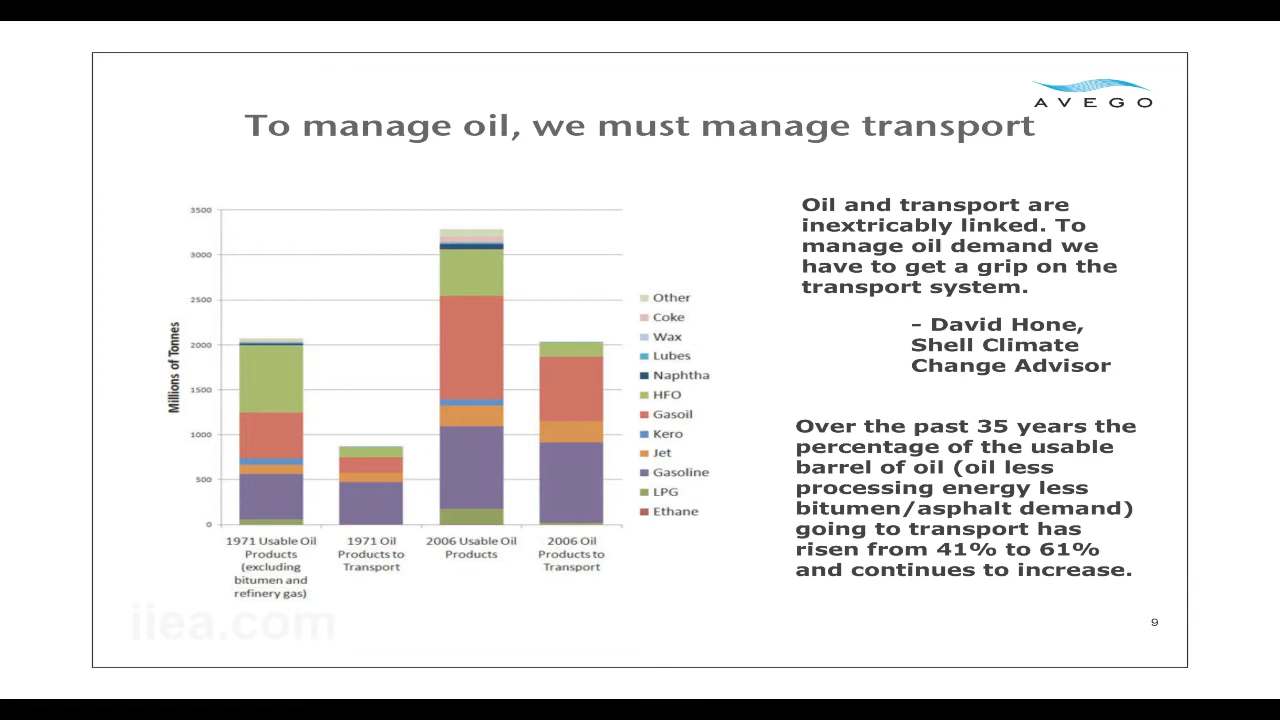 AVEGO
To manage oil, we must manage transport
Oil and transport are
inextricably linked. To
manage oil demand we
have to get a grip on the
transport system.
– David Hone,
Shell Climate
Change Advisor
Over the past 35 years the
percentage of the usable
barrel of oil (oil less
processing energy less
bitumen/asphalt demand)
going to transport has
risen from 41% to 61%
and continues to increase.
Millions of Tonnes
3500
3000
2500
2000
1500
1000
500
0
1971 Usable Oil
Products
(excluding
bitumen and
refinery gas)
1971 Oil
Products to
Transport
2006 Usable Oil
Products
2006 Oil
Products to
Transport
Other
Coke
Wax
Lubes
Naphtha
HFO
Gasoil
Kero
Jet
Gasoline
LPG
Ethane
iiea.com
9